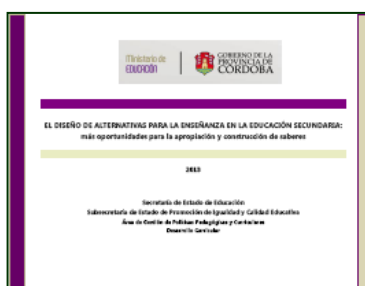 Ministerio de
EDUCACIÓN
GOBIERNO DE LA
PROVINCIA DE
CÓRDOBA
EL DISEÑO DE ALTERNATIVAS PARA LA ENSEÑANZA EN LA EDUCACIÓN SECUNDARIA:
más oportunidades para la apropiación y construcción de saberes
2013
Secretaría de Estado de Educación
Subsecretaría de Estado de Promoción de Igualdad y Calidad Educativa
Área de Gestión de Políticas Pedagógicas y Curriculares
Desarrollo Curricular